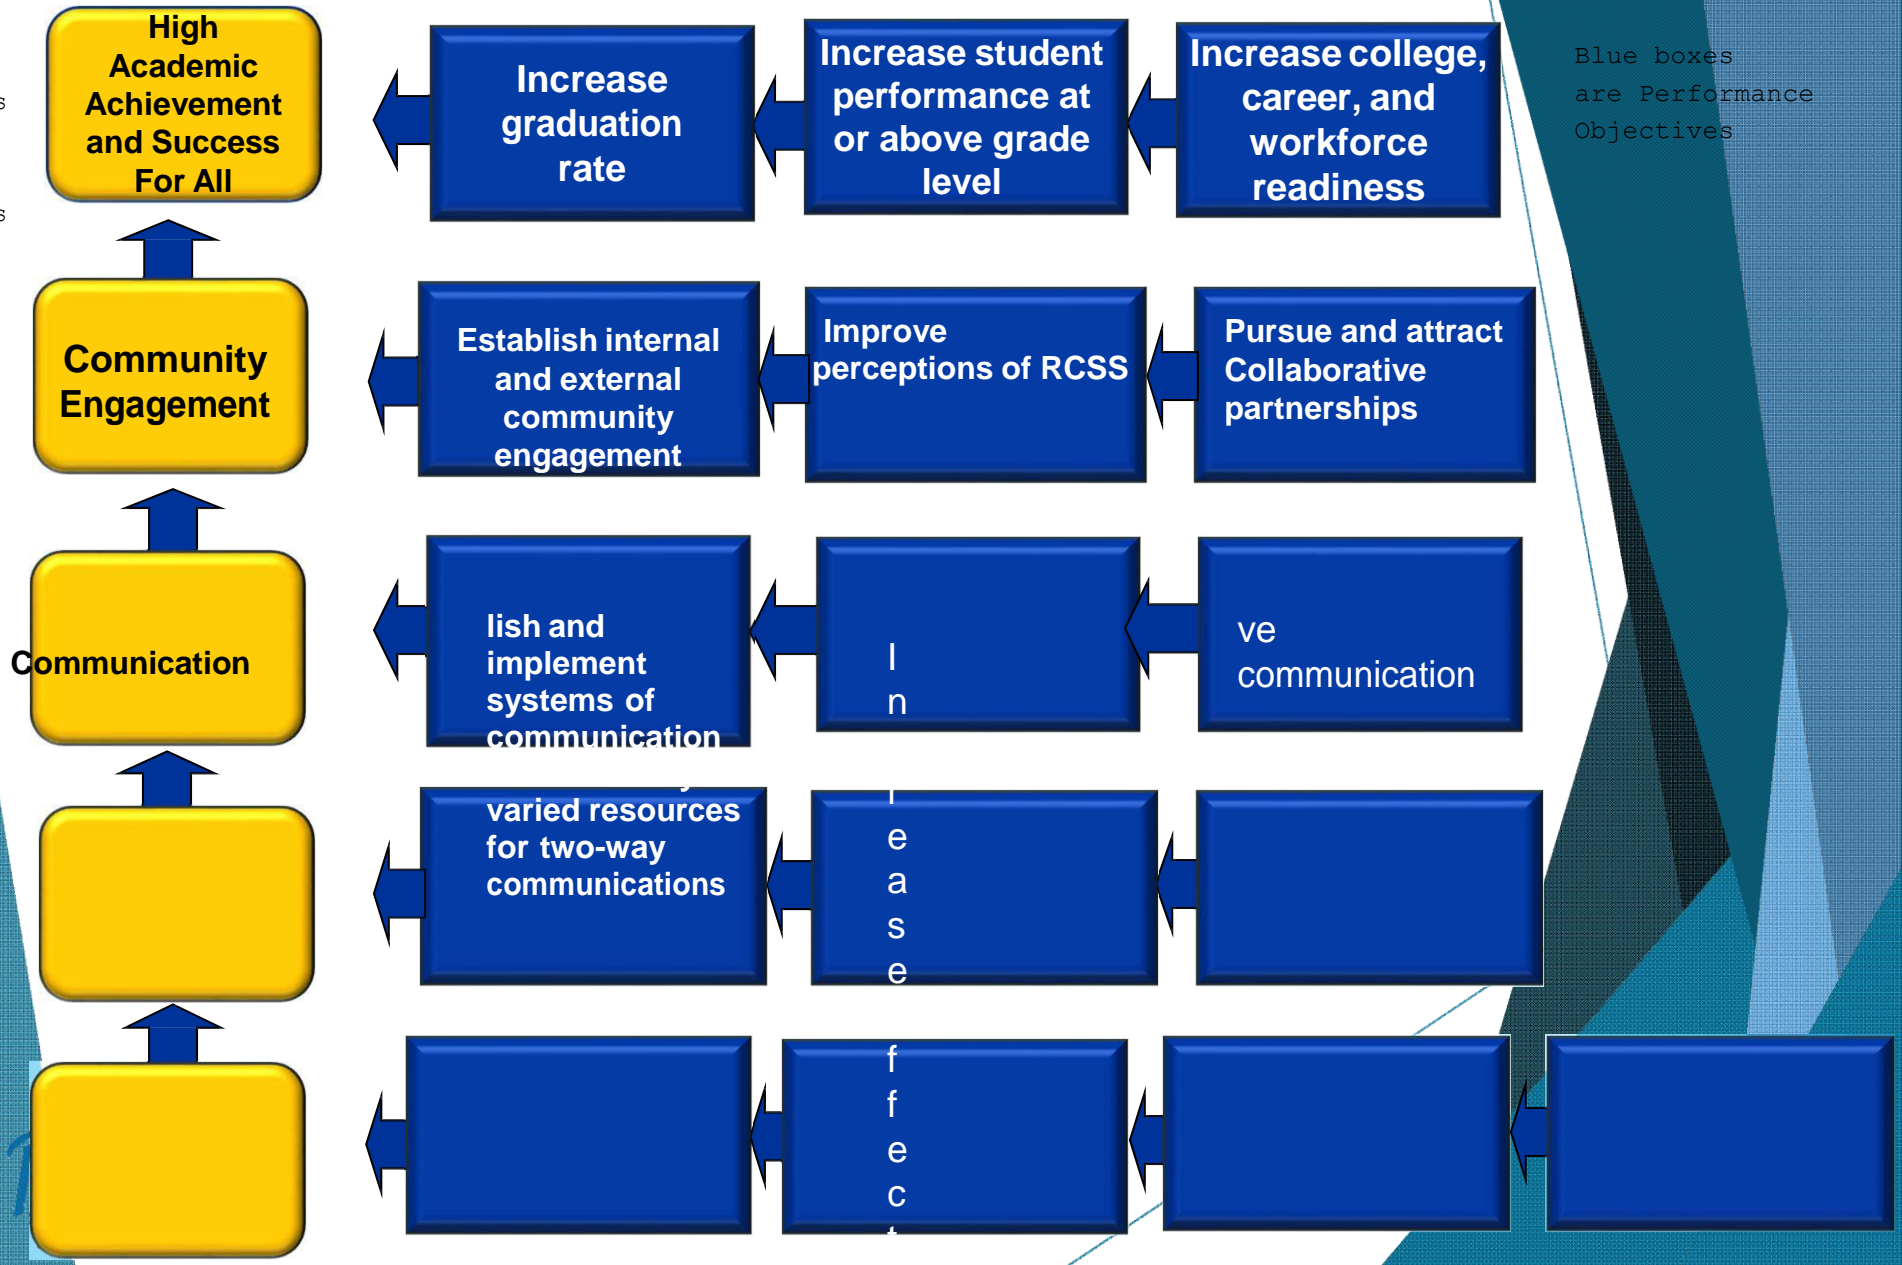 High
Academic
Achievement
and Success
For All
Increase
graduation
rate
Increase student
performance at
or above grade
level
Increase college,
career, and
workforce
readiness
Blue boxes
are Performance
Objectives
s
s
Community
Engagement
Establish internal
and external
community
engagement
Improve
perceptions of RCSS
Pursue and attract
Collaborative
partnerships
Communication
lish and
implement
systems of
communication
varied resources
for two-way
communications
I
n
r
e
a
s
e
f
f
e
c
t
ve
communication